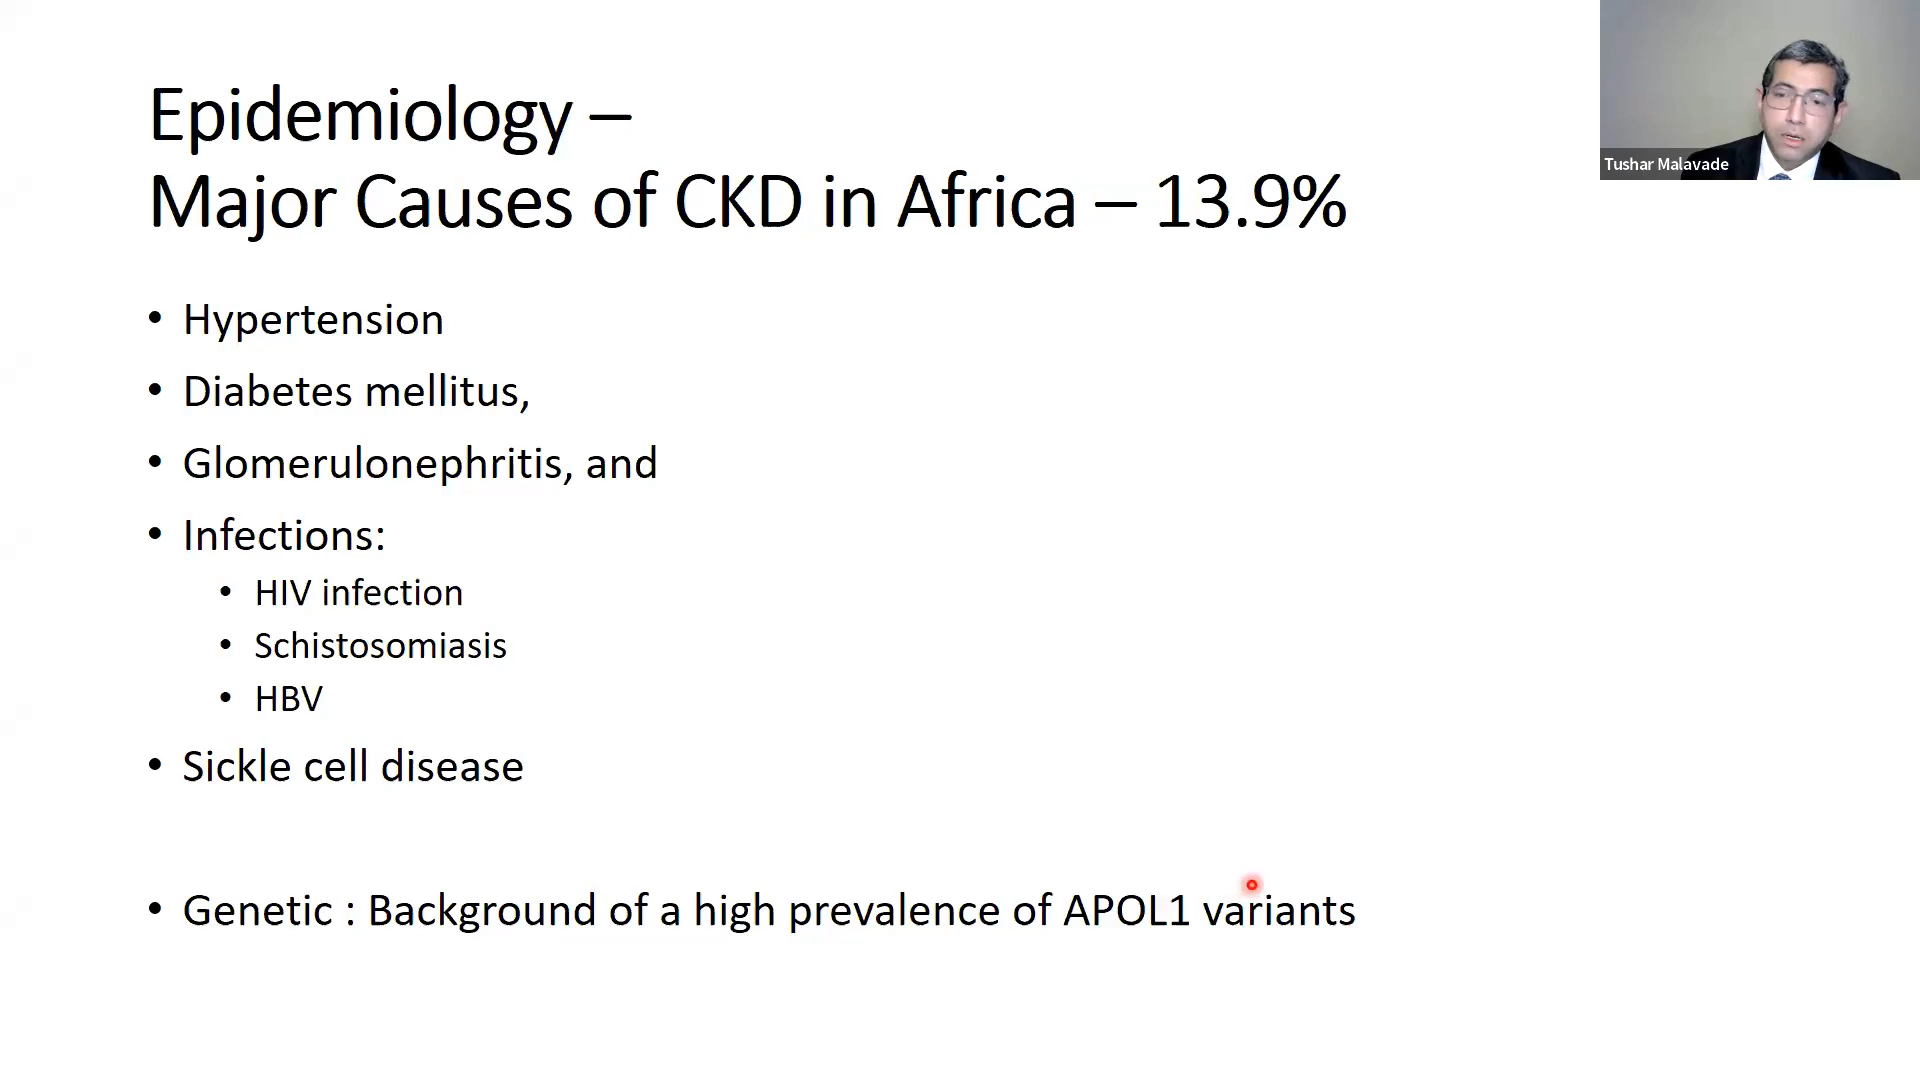 Epidemiology –
Major Causes of CKD in Africa – 13.9%
• Hypertension
• Diabetes mellitus,
• Glomerulonephritis, and
• Infections:
• HIV infection
• Schistosomiasis
• HBV
• Sickle cell disease
• Genetic : Background of a high prevalence of APOL1 variants
Tushar Malavade